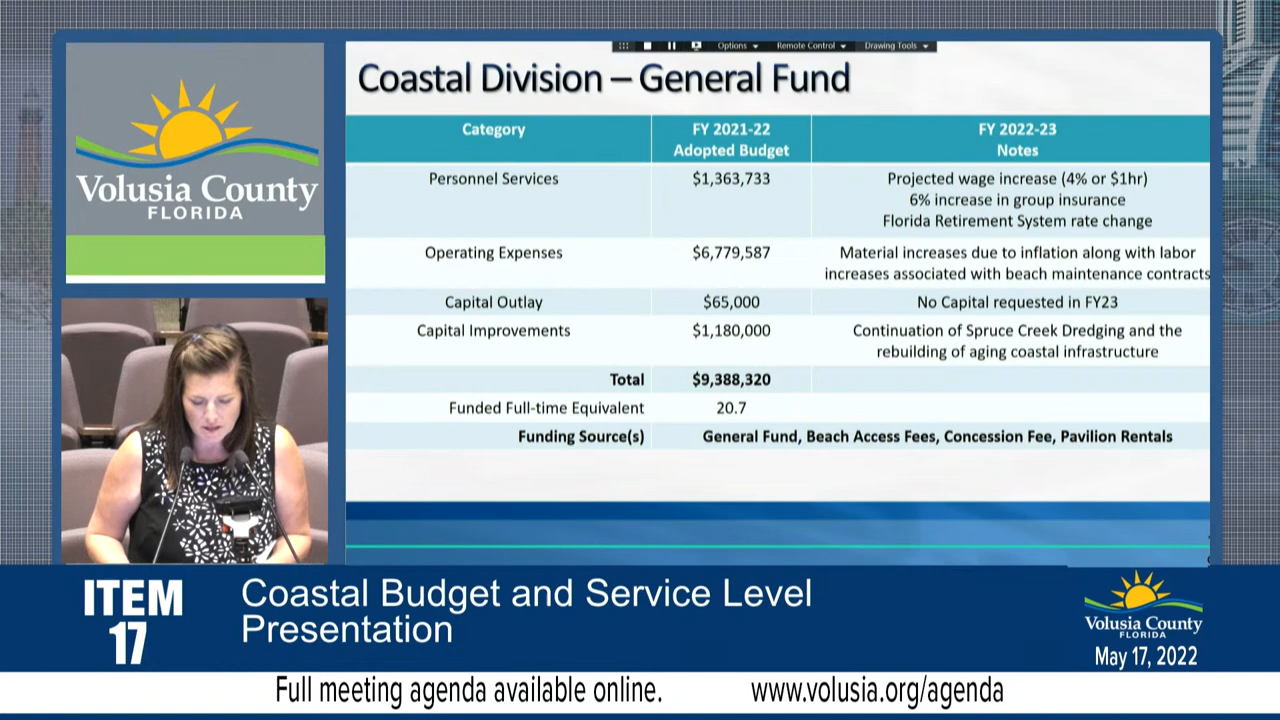 Options
Remote Control
Drawing Tools
Coastal Division – General Fund
Category
FY 2021-22
Adopted Budget
FY 2022-23
Notes
Personnel Services
$1,363,733
Projected wage increase (4% or $1hr)
6% increase in group insurance
Florida Retirement System rate change
Operating Expenses
$6,779,587
Material increases due to inflation along with labor
increases associated with beach maintenance contracts
Capital Outlay
$65,000
No Capital requested in FY23
Capital Improvements
$1,180,000
Continuation of Spruce Creek Dredging and the
rebuilding of aging coastal infrastructure
Total
$9,388,320
Funded Full-time Equivalent
20.7
Funding Source(s)
General Fund, Beach Access Fees, Concession Fee, Pavilion Rentals
Volusia County
FLORIDA
ITEM
17
Coastal Budget and Service Level
Presentation
Volusia County
FLORIDA
May 17, 2022
Full meeting agenda available online.
www.volusia.org/agenda